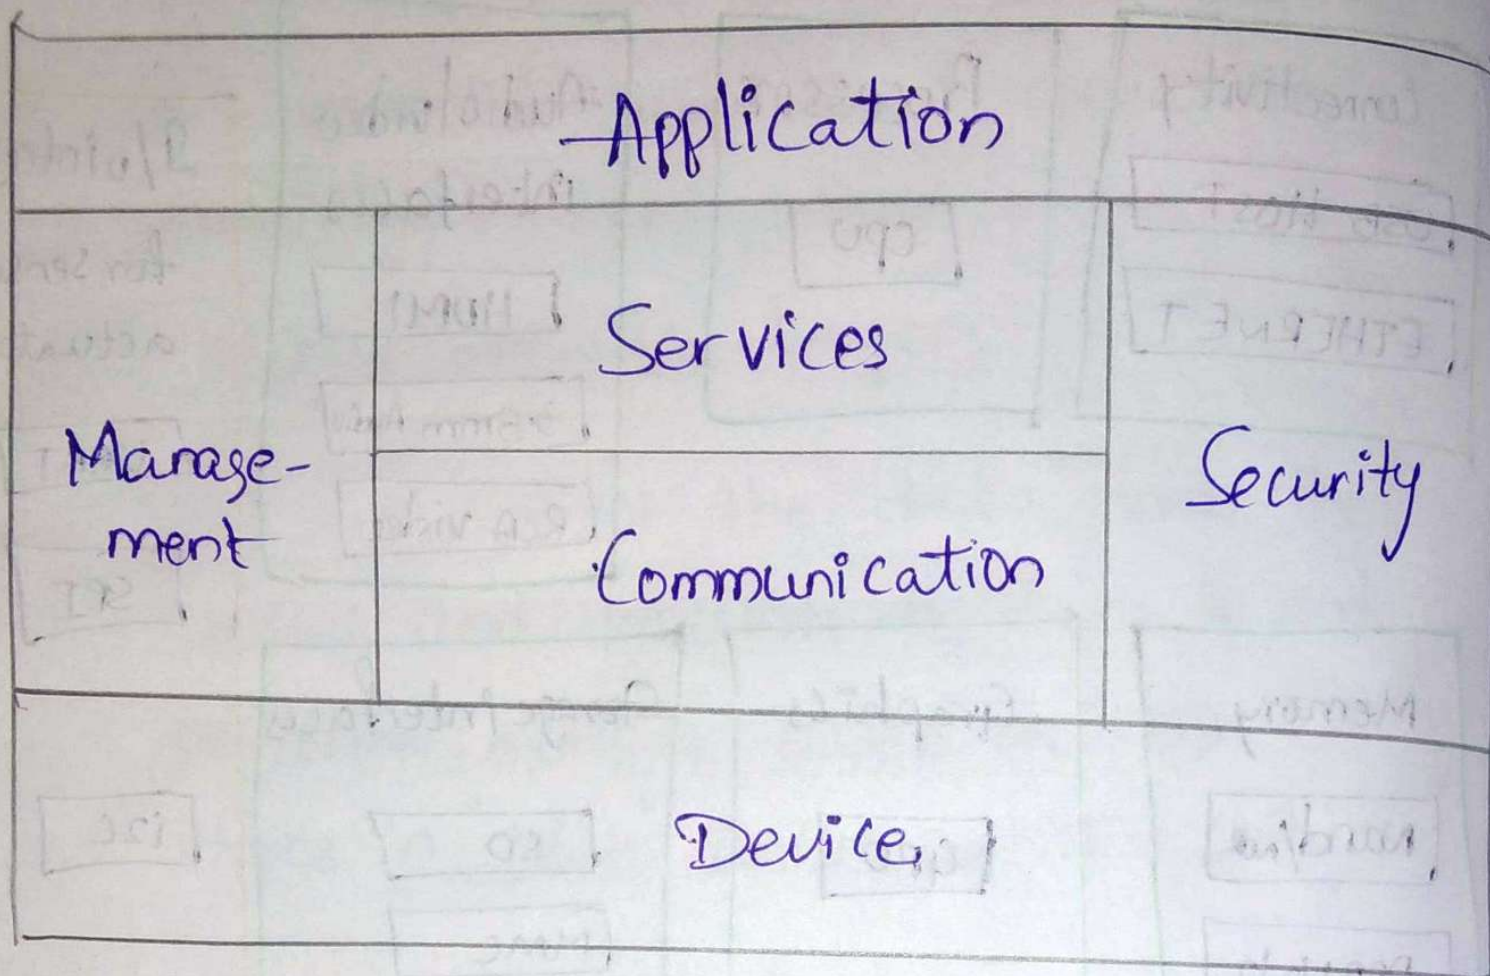 Application
Services
Manage-
ment
Security
Communication
Device